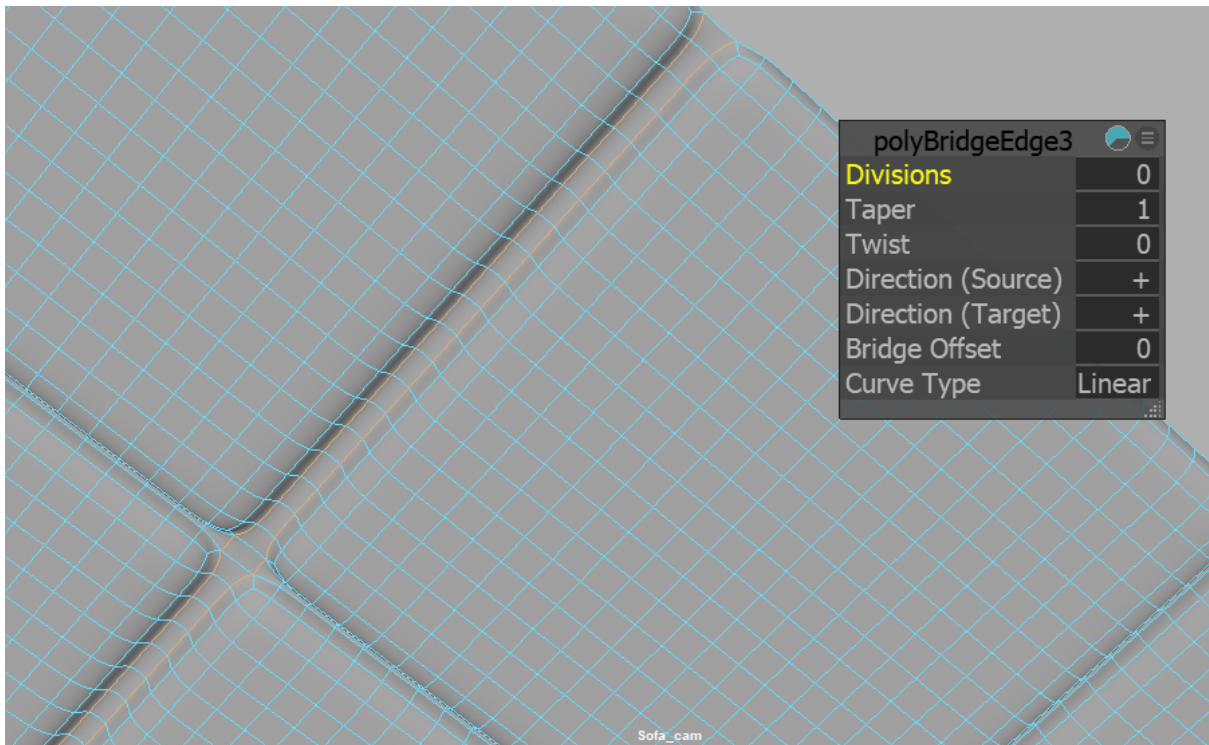 polyBridgeEdge3
Divisions 0
Taper 1
Twist 0
Direction (Source) +
Direction (Target) +
Bridge Offset 0
Curve Type Linear
Sofa_cam